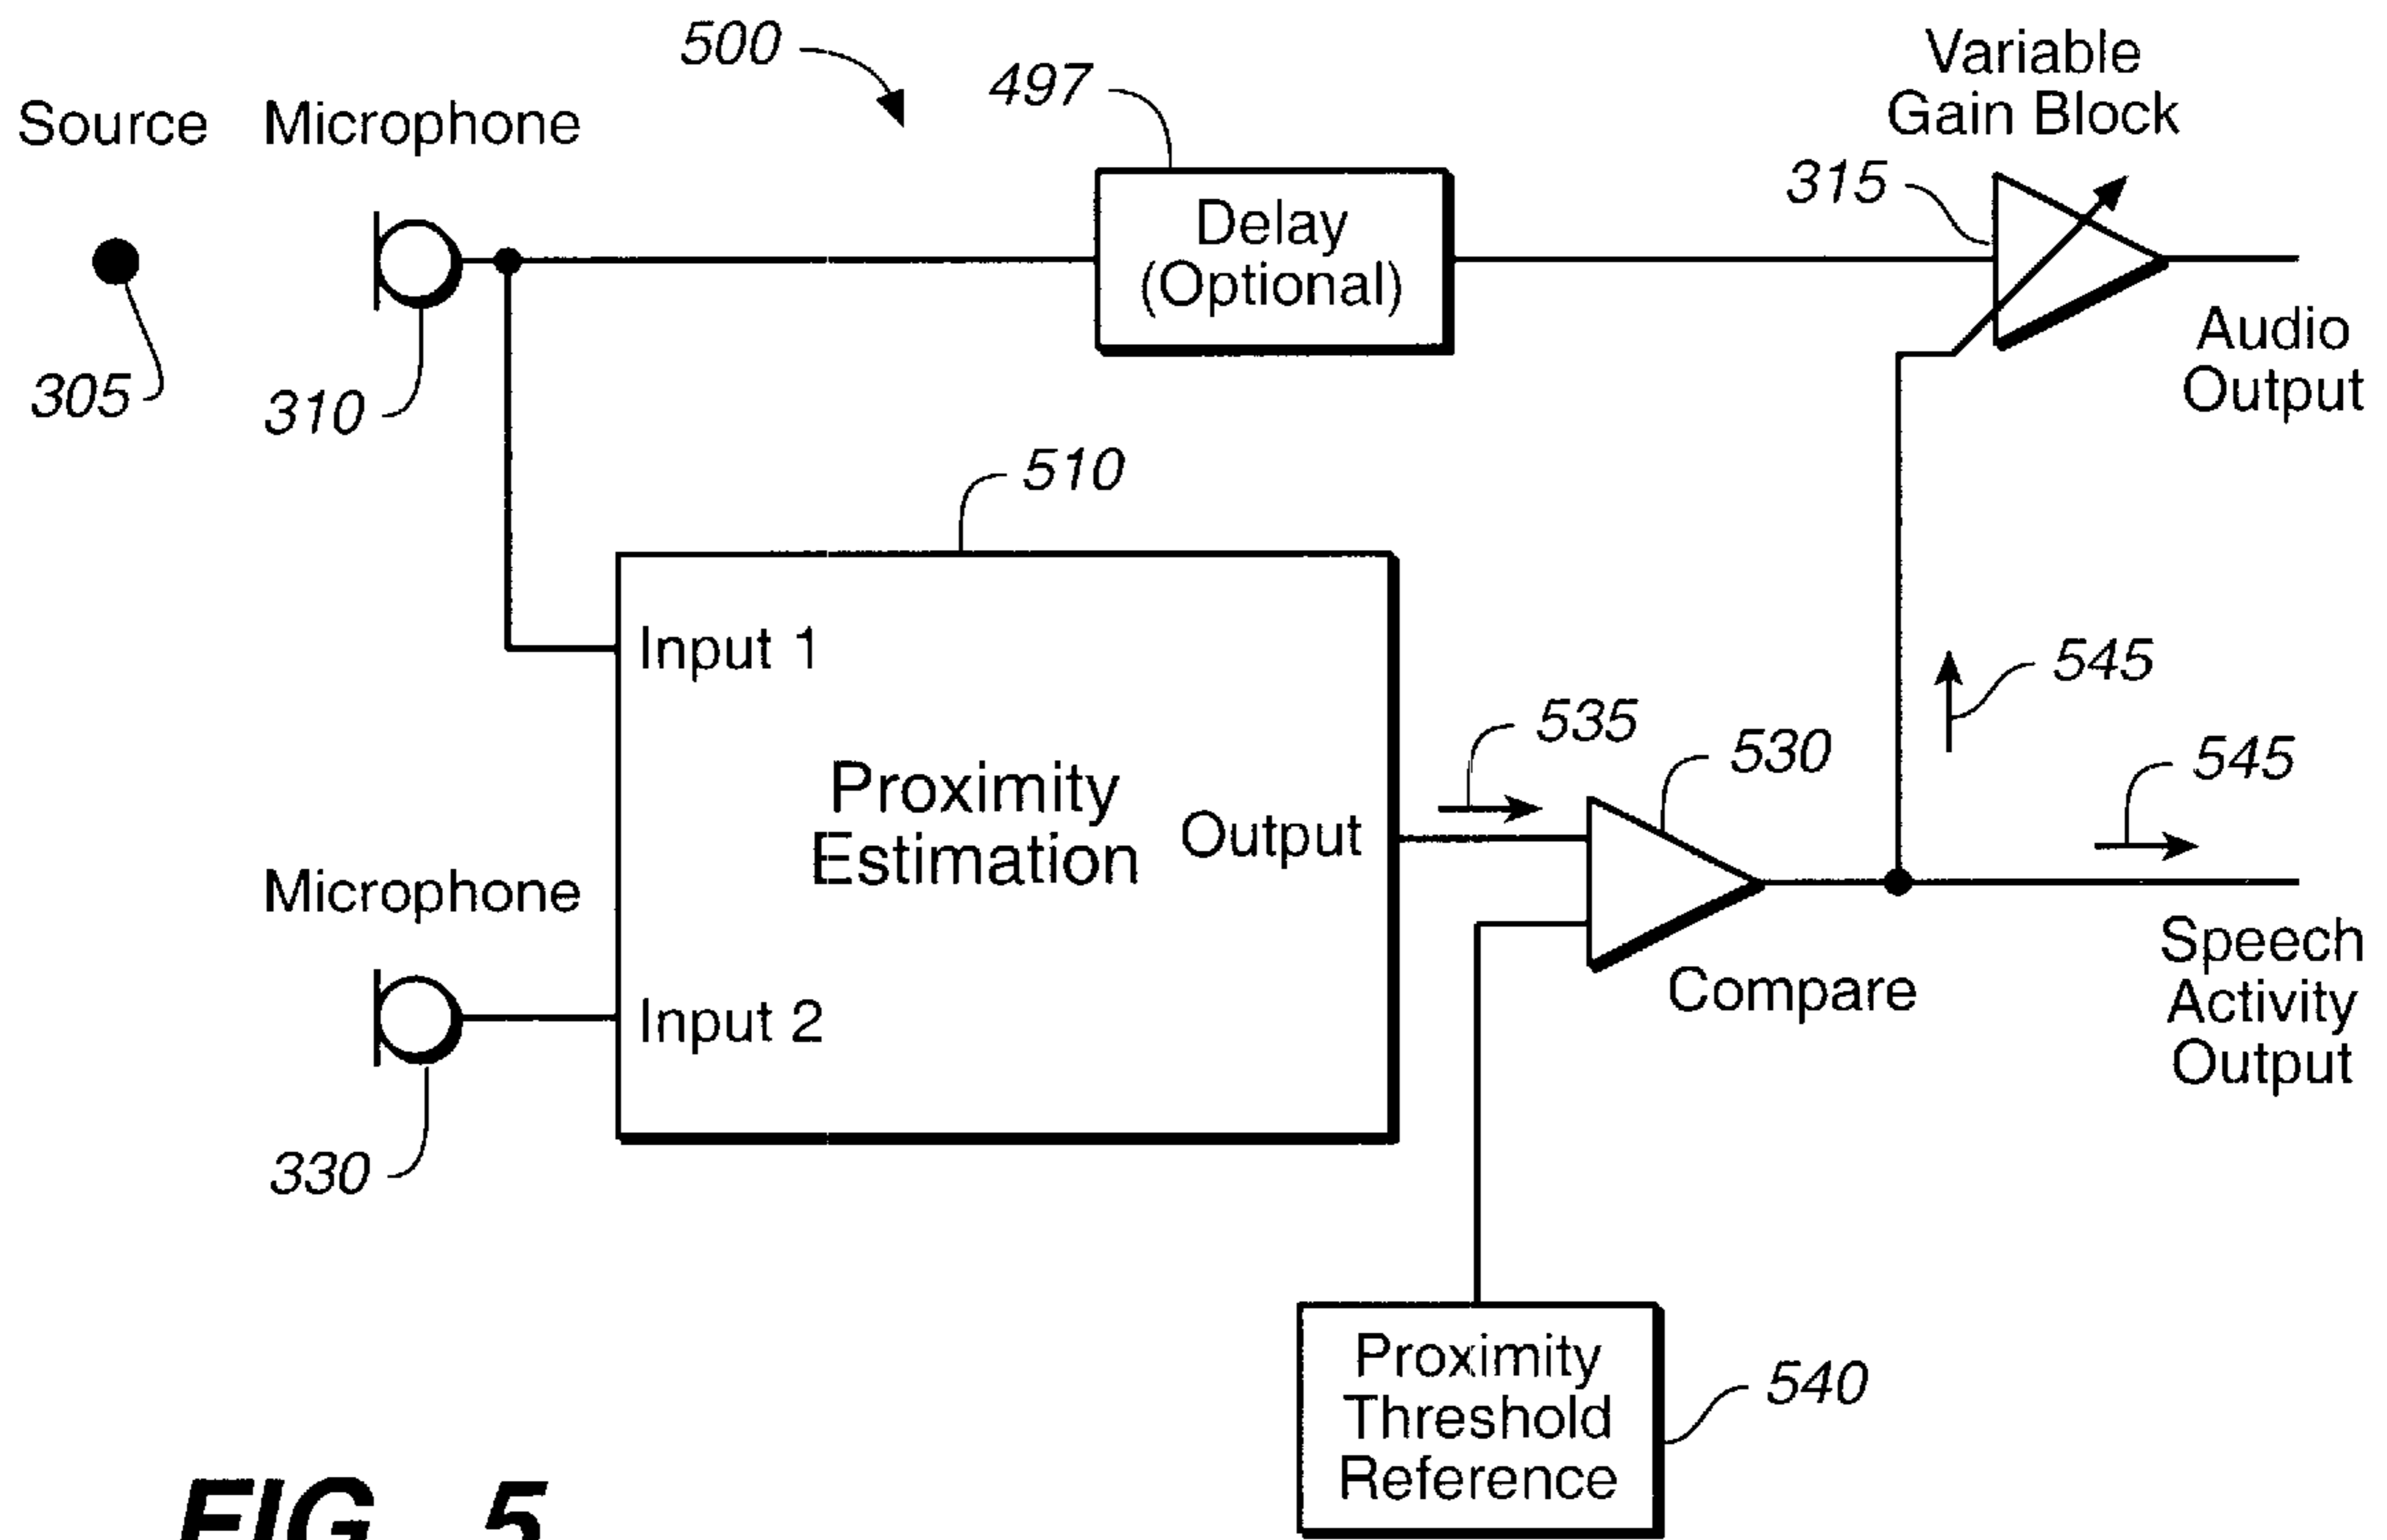 500
497
Variable
Gain Block
Source
Microphone
315
Delay
(Optional)
305
310
Audio
Output
510
Input 1
545
535
530
545
Proximity
Estimation
Output
Microphone
Input 2
Compare
Speech
Activity
Output
330
Proximity
Threshold
Reference
540
FIG. 5